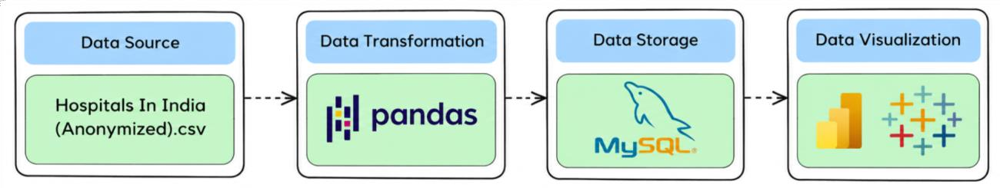 Data Source
Hospitals In India
(Anonymized).csv
Data Transformation
pandas
Data Storage
MySQL®
Data Visualization